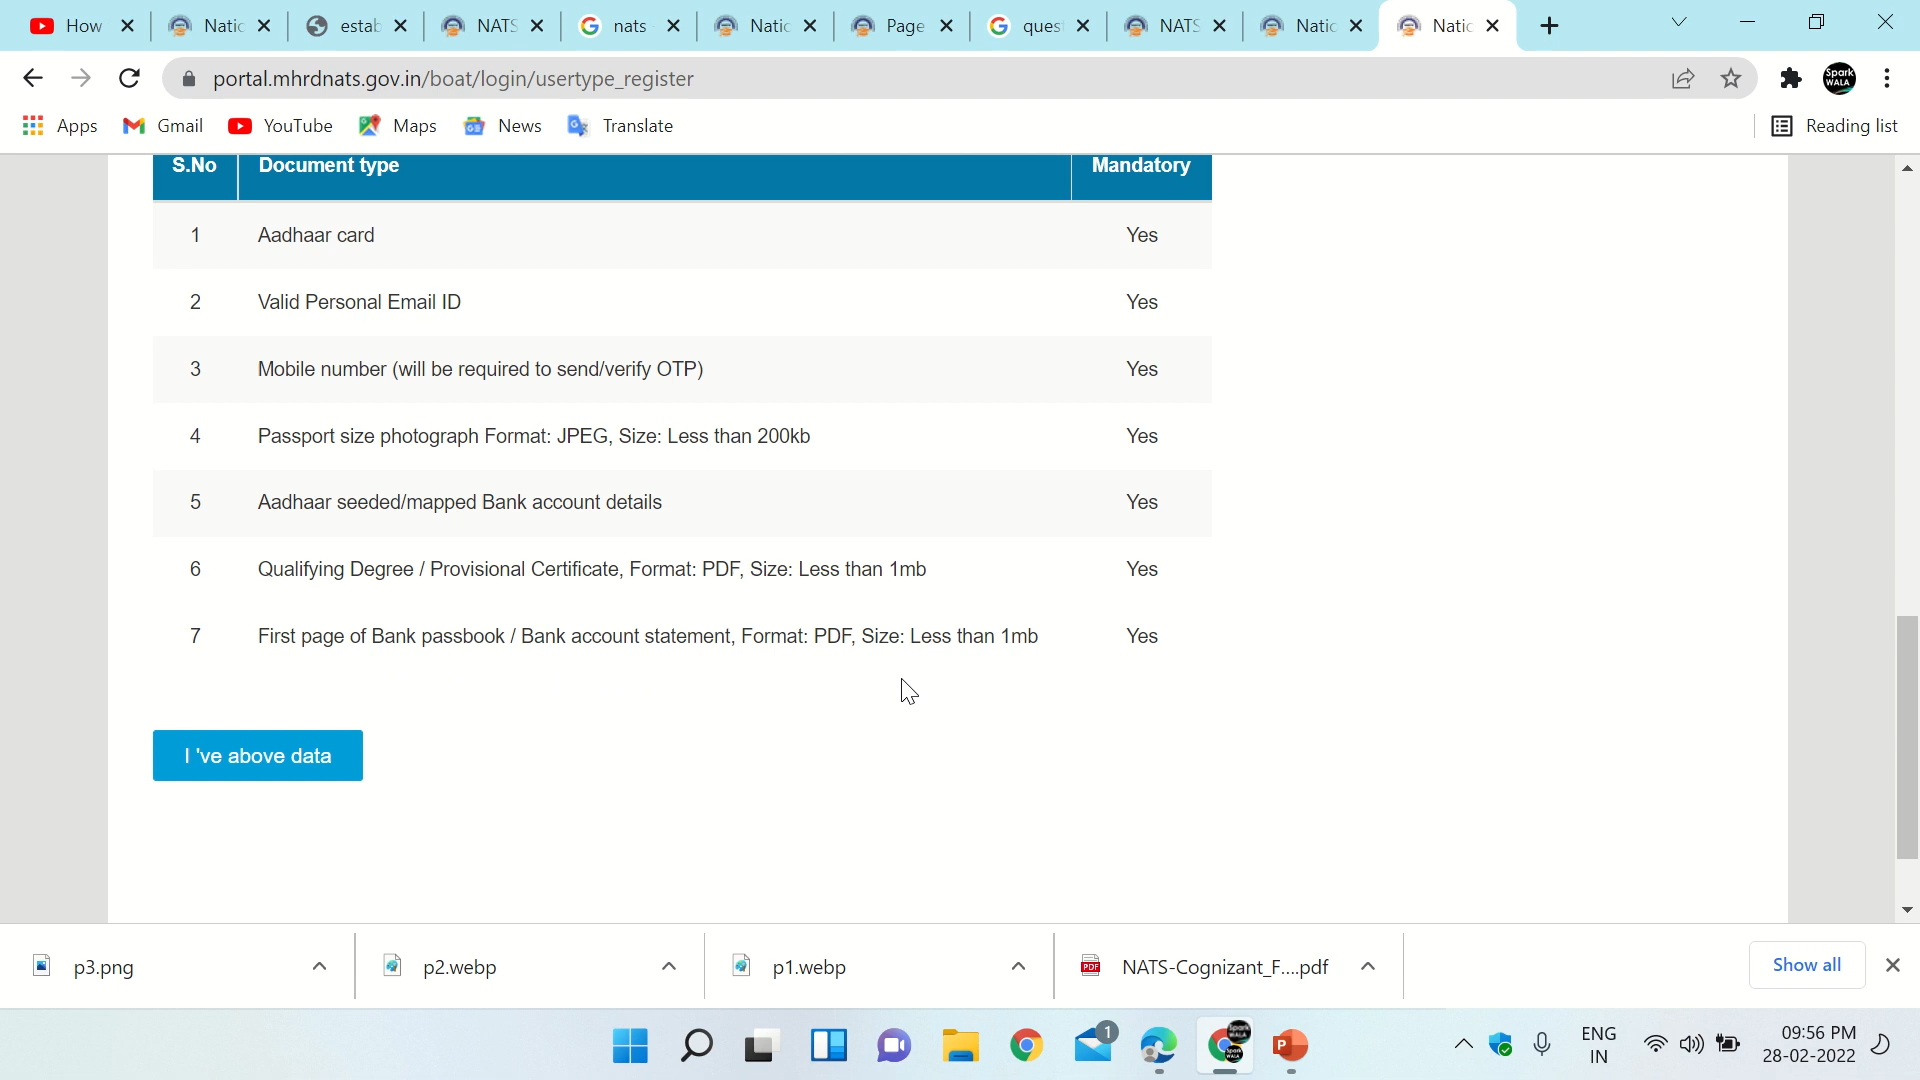 How
Natic
estab
NATS
nats
Natic
Page
ques
NATS
Natic
Natic
portal.mhrdnats.gov.in/boat/login/usertype_register
Spark
WALA
Apps
Gmail
YouTube
Maps
News
Translate
Reading list
S.No Document type Mandatory
1 Aadhaar card Yes
2 Valid Personal Email ID Yes
3 Mobile number (will be required to send/verify OTP) Yes
4 Passport size photograph Format: JPEG, Size: Less than 200kb Yes
5 Aadhaar seeded/mapped Bank account details Yes
6 Qualifying Degree / Provisional Certificate, Format: PDF, Size: Less than 1mb Yes
7 First page of Bank passbook / Bank account statement, Format: PDF, Size: Less than 1mb Yes
I 've above data
p3.png
p2.webp
p1.webp
PDF
NATS-Cognizant_F....pdf
Show all
1
Spark
WALA
P
ENG
IN
09:56 PM
28-02-2022